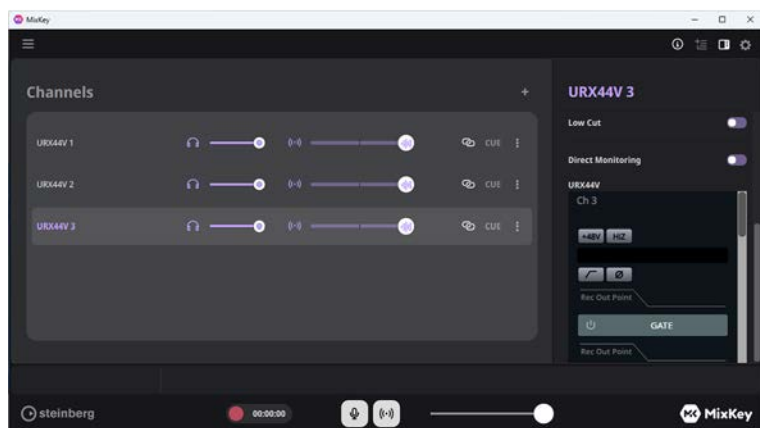 MixKey
Channels
+
URX44V 1
CUE
URX44V 2
CUE
URX44V 3
CUE
URX44V 3
Low Cut
Direct Monitoring
URX44V
Ch 3
+48V HIZ
Ø
Rec Out Point
GATE
Rec Out Point
steinberg
00:00:00
MK MixKey